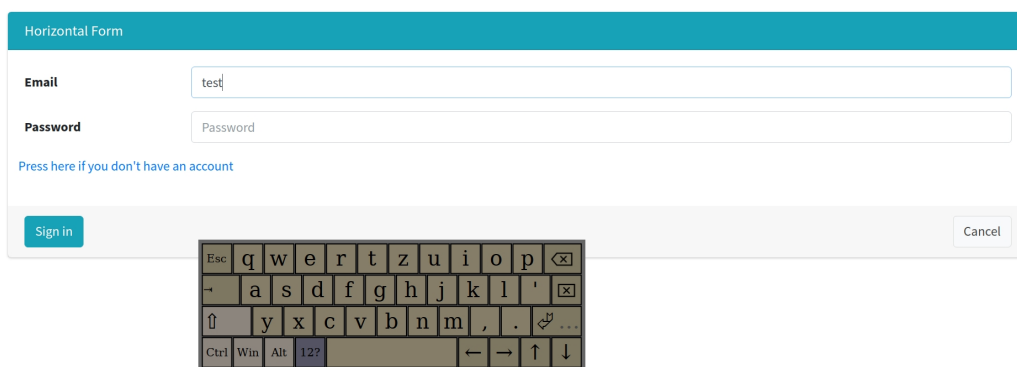 Horizontal Form
Email
test
Password
Password
Press here if you don't have an account
Sign in
Cancel
Esc q w e r t z u i o p
→ a s d f g h j k l '
⇧ y x c v b n m , . ...
Ctrl Win Alt 12? ← → ↑ ↓